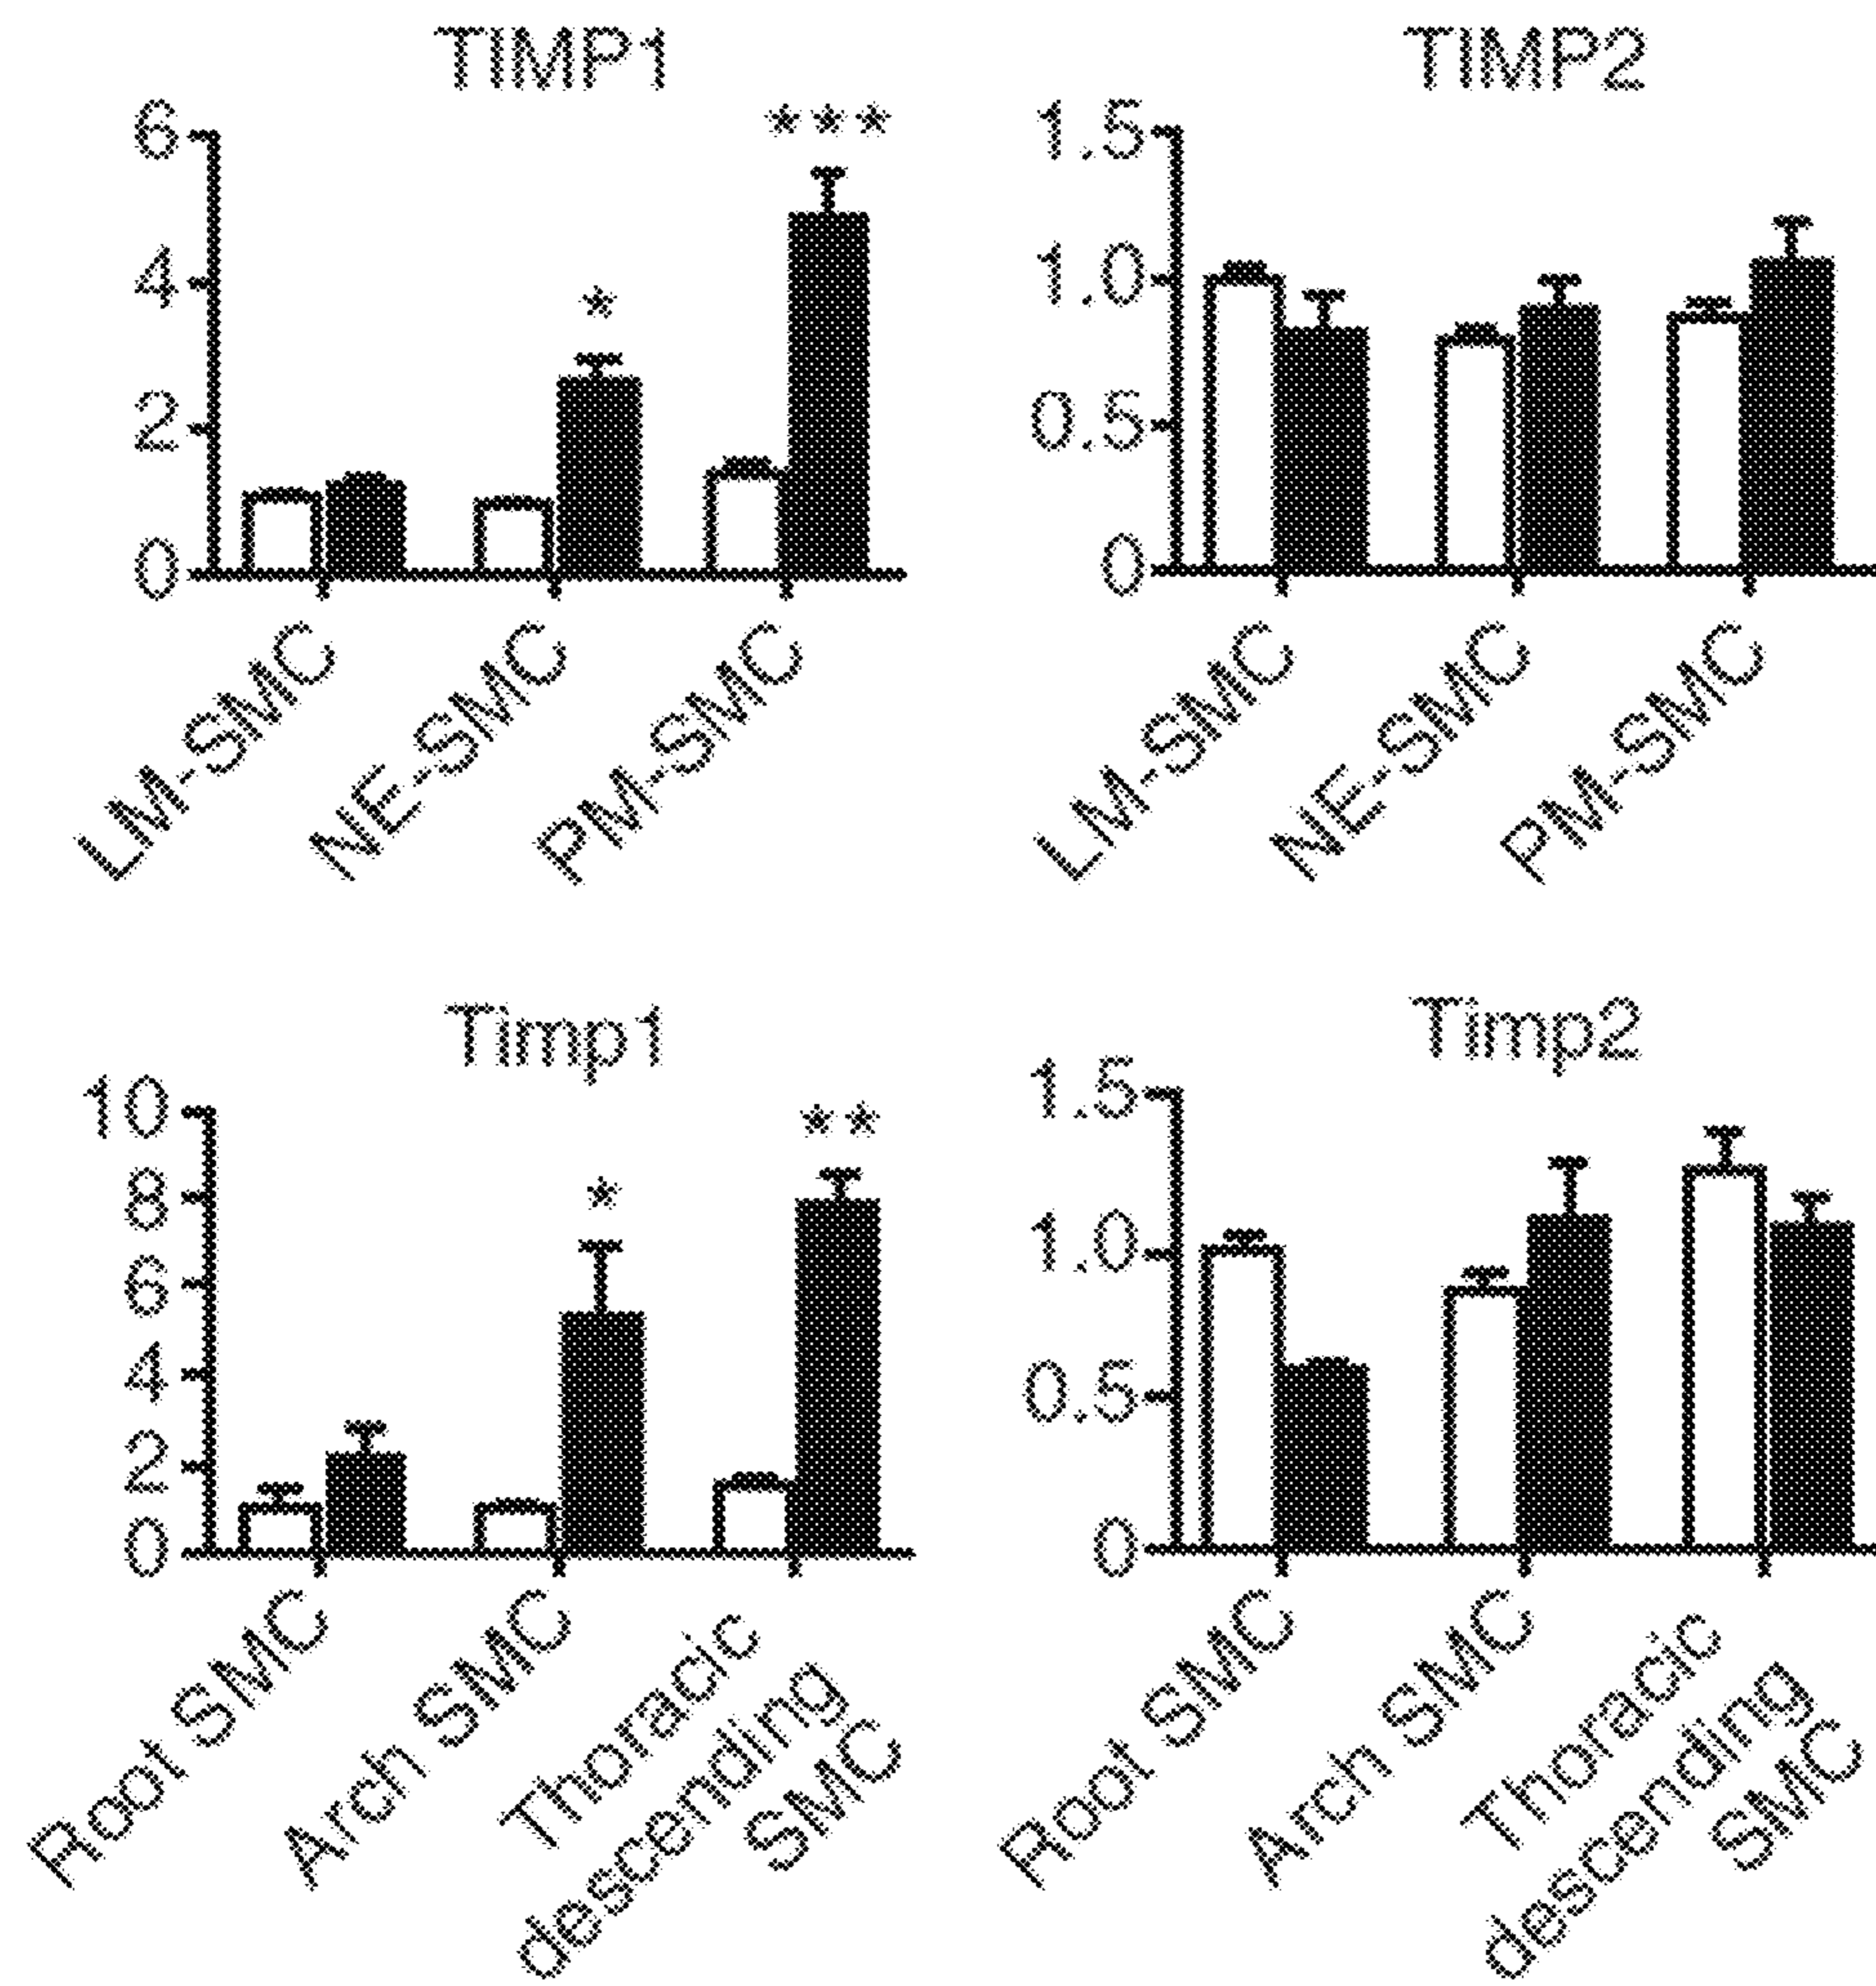 TIMP1
***
*
6
4
2
0
LM-SMC
NE-SMC
PM-SMC
TIMP2
1.5
1.0
0.5
0
LM-SMC
NE-SMC
PM-SMC
Timp1
**
*
10
8
6
4
2
0
Root SMC
Arch SMC
Thoracic
descending
SMC
Timp2
1.5
1.0
0.5
0
Root SMC
Arch SMC
Thoracic
descending
SMC